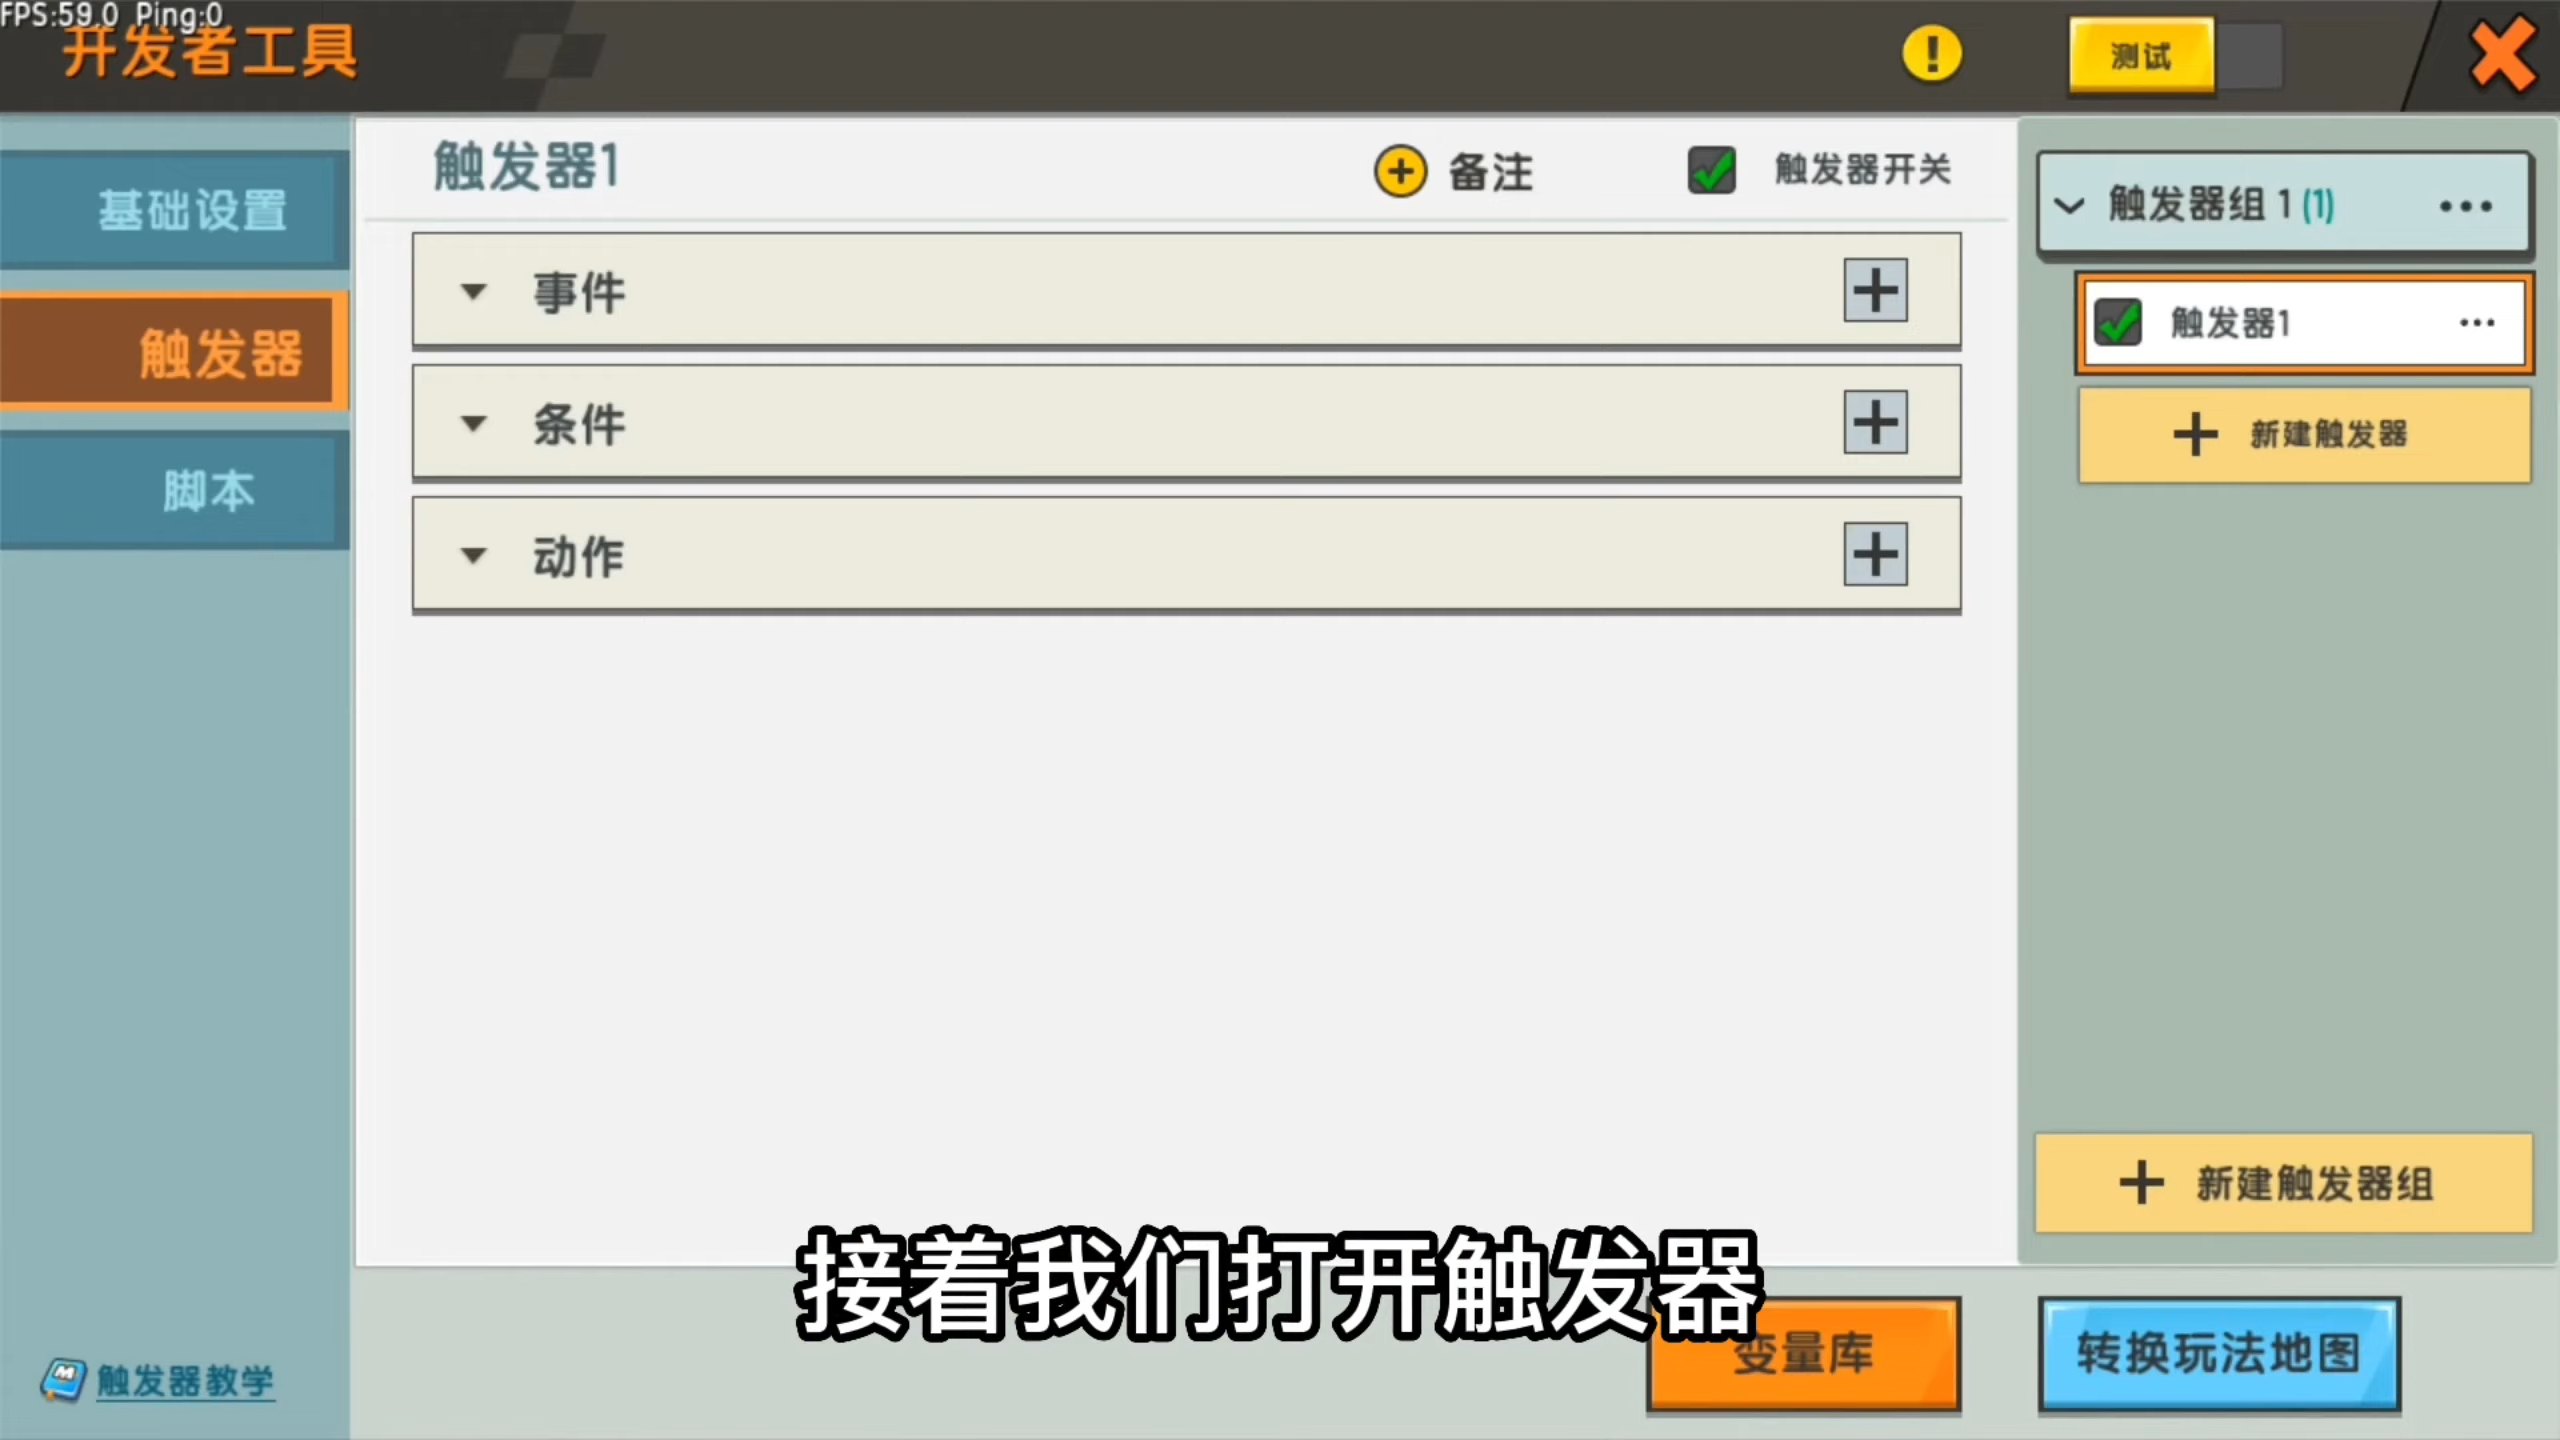 FPS:59.0 Ping:0
开发者工具
!
测试
基础设置
触发器
脚本
触发器1
备注
触发器开关
事件
条件
动作
触发器组 1 (1)
触发器1
新建触发器
新建触发器组
接着我们打开触发器
变量库
转换玩法地图
触发器教学